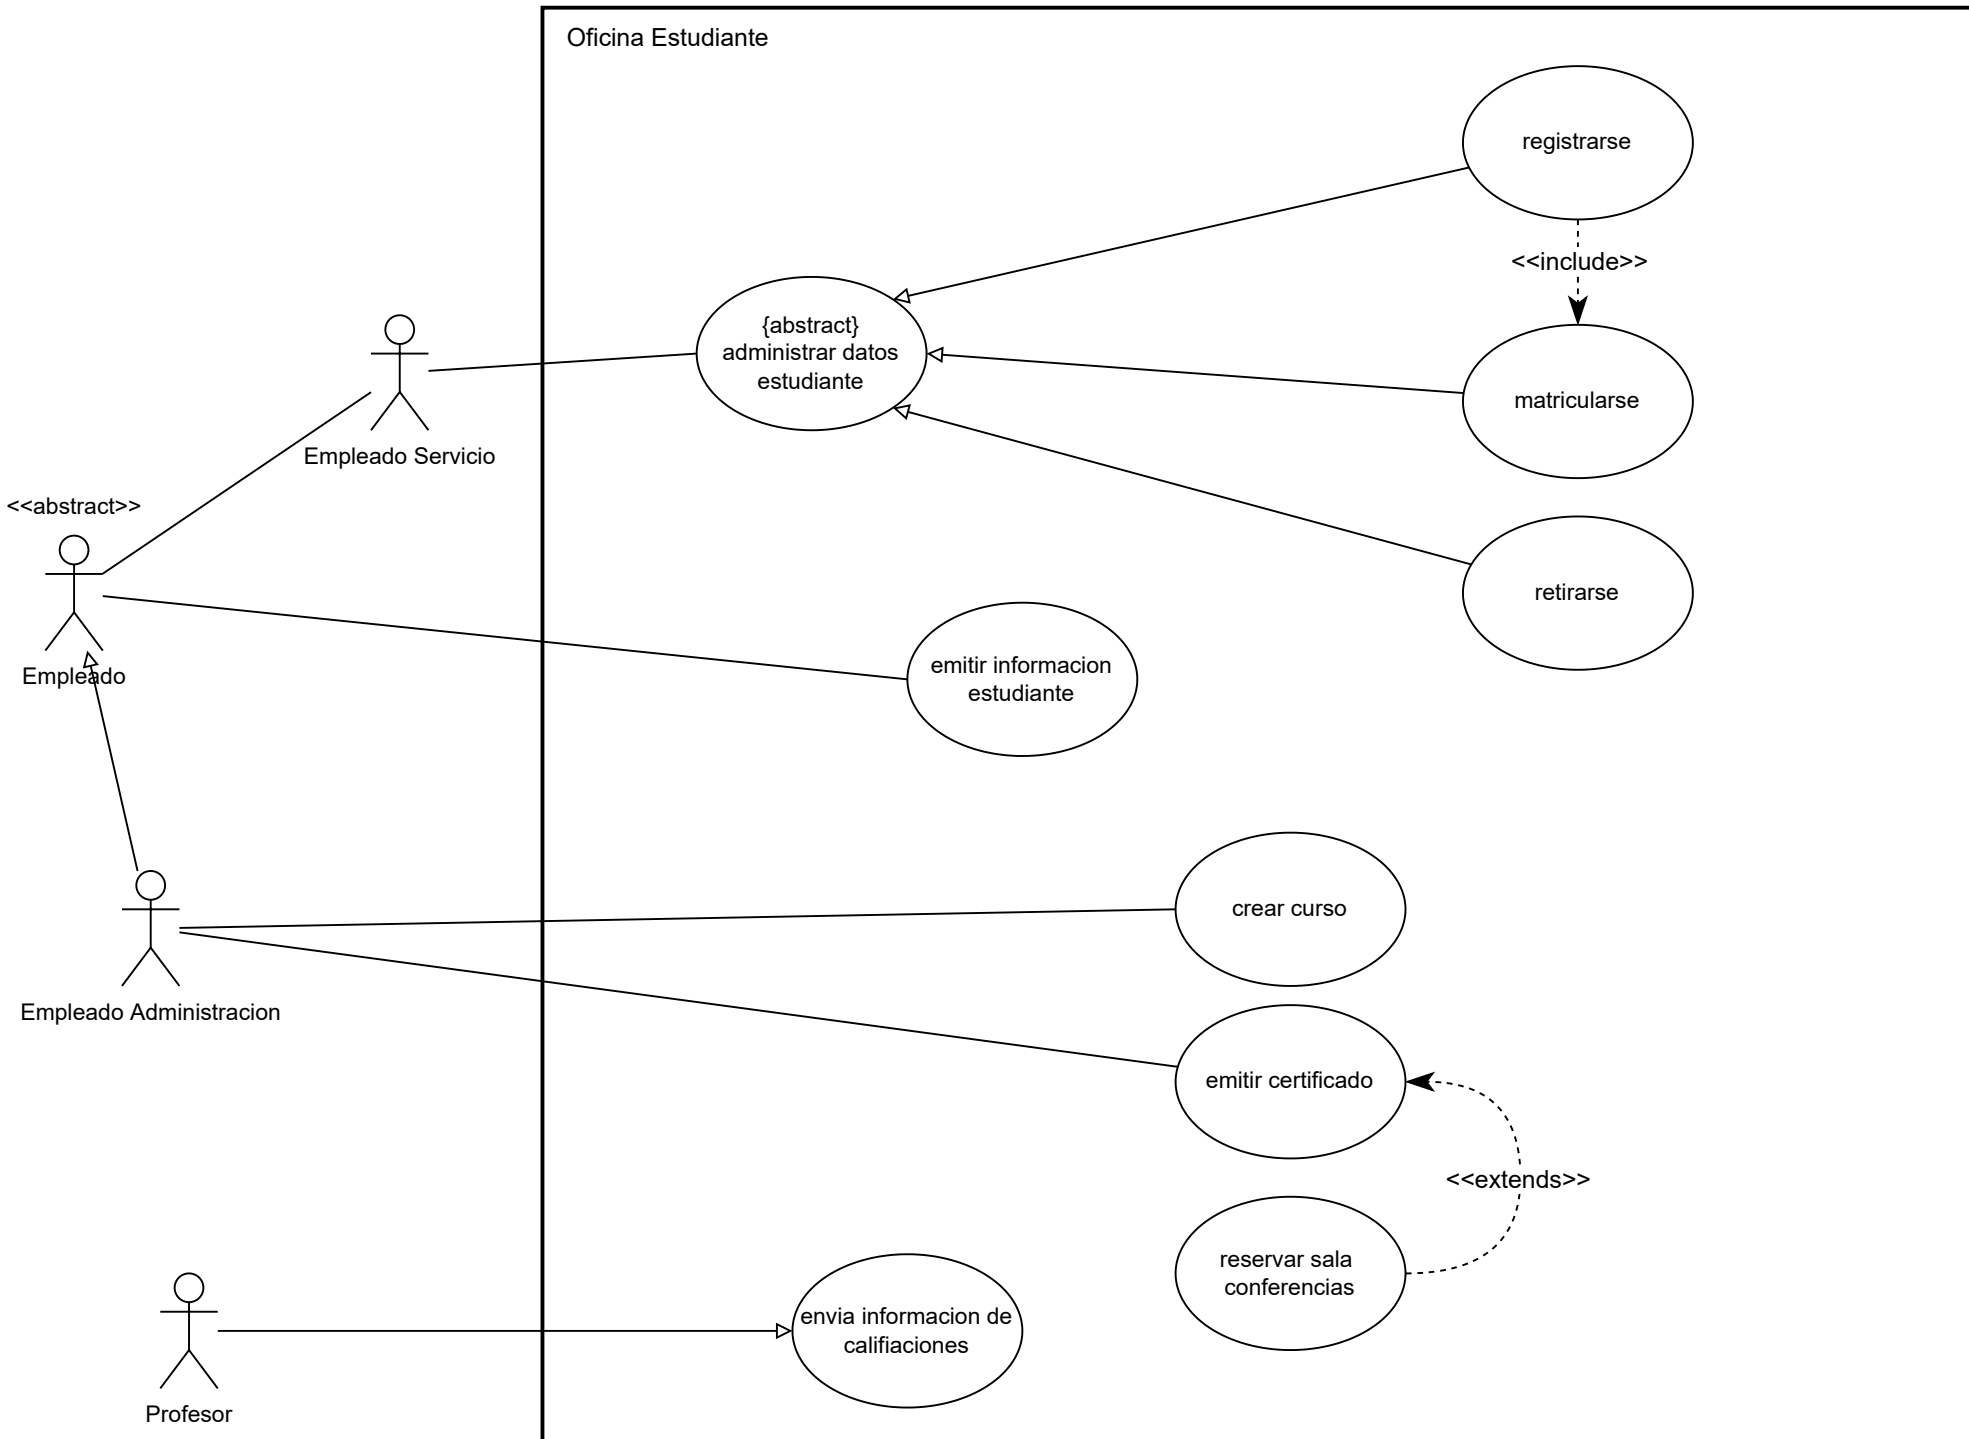 Oficina Estudiante
registrarse
<<include>>
{abstract}
administrar datos
estudiante
matricularse
Empleado Servicio
<<abstract>>
retirarse
Empleado
emitir informacion
estudiante
crear curso
Empleado Administracion
emitir certificado
<<extends>>
reservar sala
conferencias
envia informacion de
califiaciones
Profesor